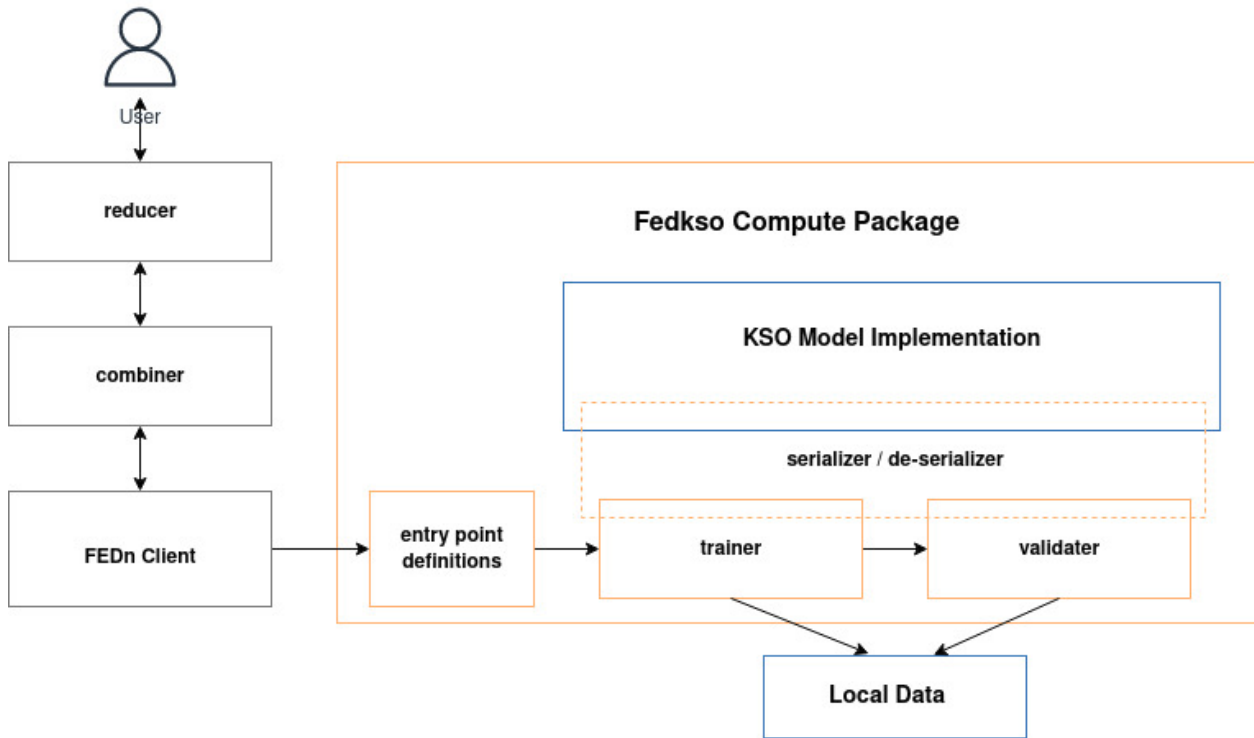 User
reducer
Fedkso Compute Package
KSO Model Implementation
combiner
serializer / de-serializer
FEDn Client
entry point
definitions
trainer
validater
Local Data